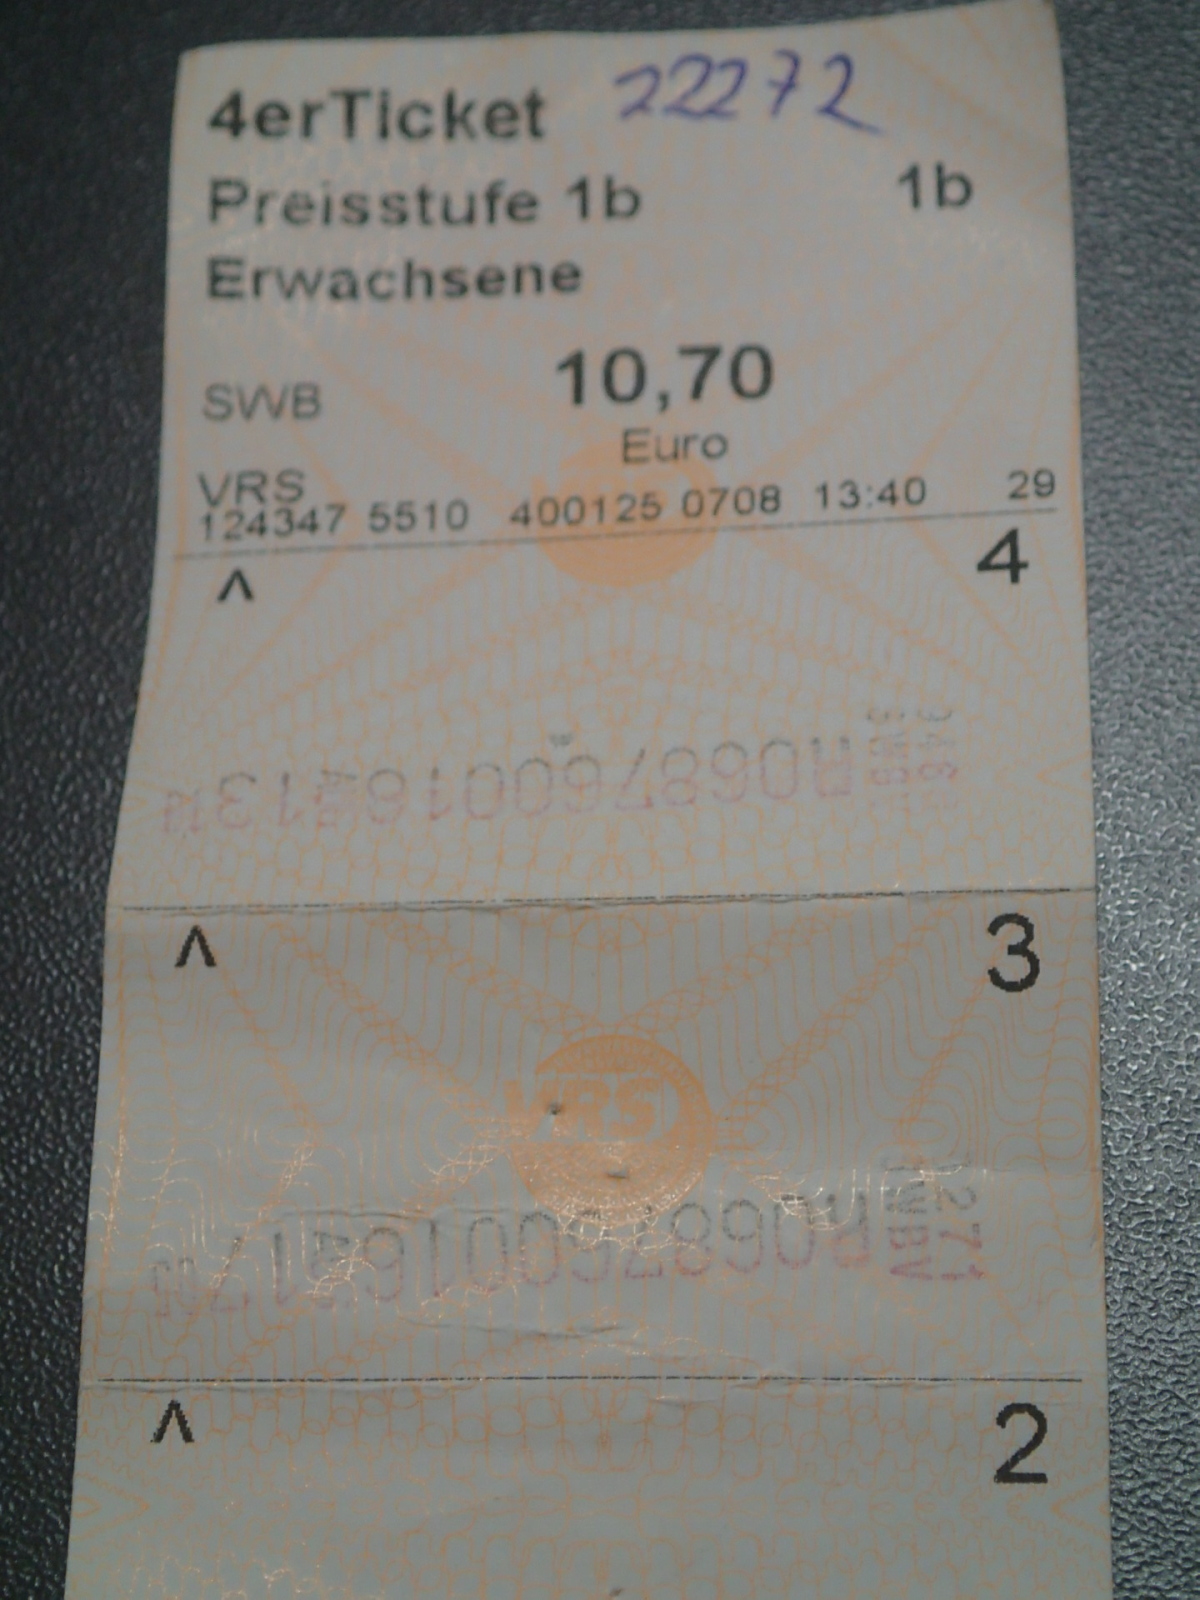 4erTicket 22272
Preisstufe 1b 1b
Erwachsene
SWB 10,70
Euro
VRS
124347 5510 400125 0708 13:40 29
^ 4
^ 3
VRS
^ 2